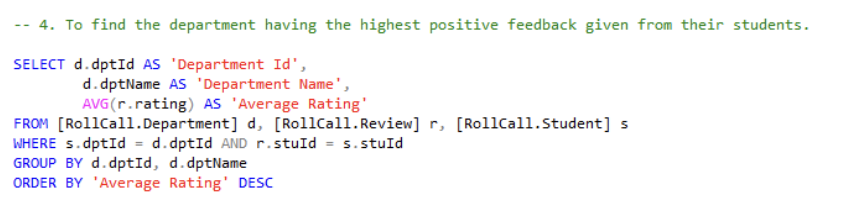 -- 4. To find the department having the highest positive feedback given from their students.
SELECT d.dptId AS 'Department Id',
d.dptName AS 'Department Name',
AVG(r.rating) AS 'Average Rating'
FROM [RollCall.Department] d, [RollCall.Review] r, [RollCall.Student] s
WHERE s.dptId = d.dptId AND r.stuId = s.stuId
GROUP BY d.dptId, d.dptName
ORDER BY 'Average Rating' DESC